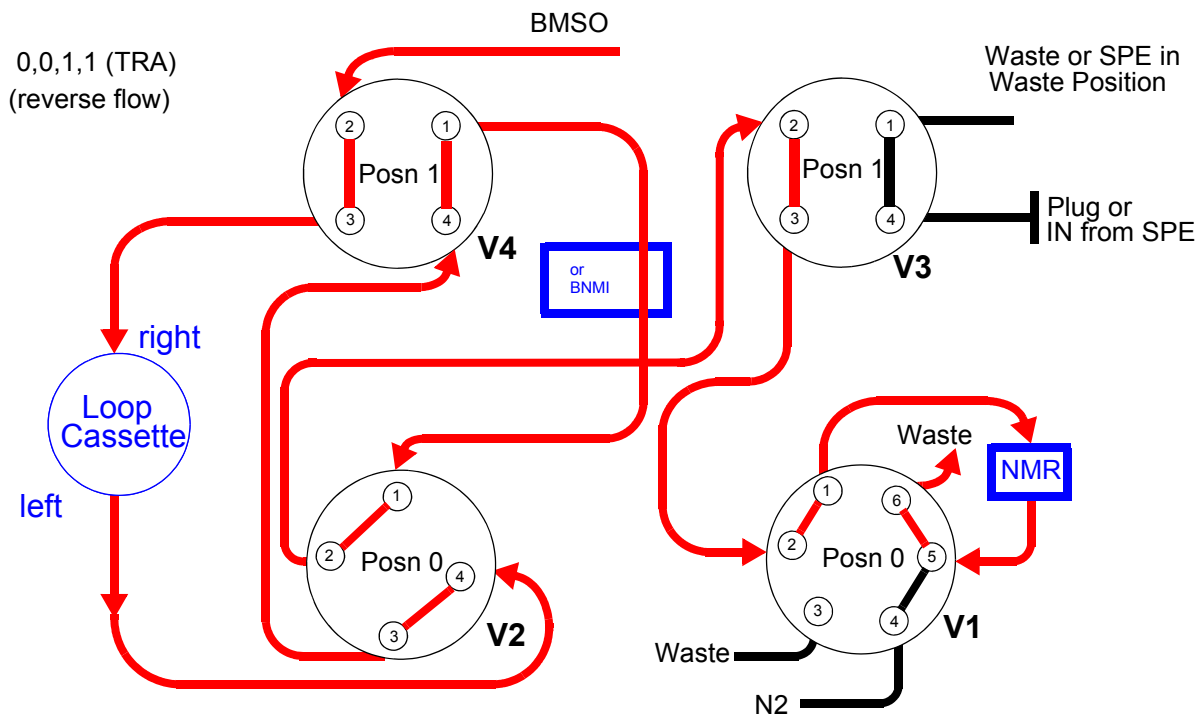 BMSO
0,0,1,1 (TRA)
(reverse flow)
Waste or SPE in
Waste Position
2
1
Posn 1
3
4
V4
2
1
Posn 1
3
4
V3
Plug or
IN from SPE
or
BNMI
right
Loop
Cassette
left
1
2
Posn 0
4
3
V2
Waste
NMR
1
6
2
Posn 0
5
3
4
V1
Waste
N2